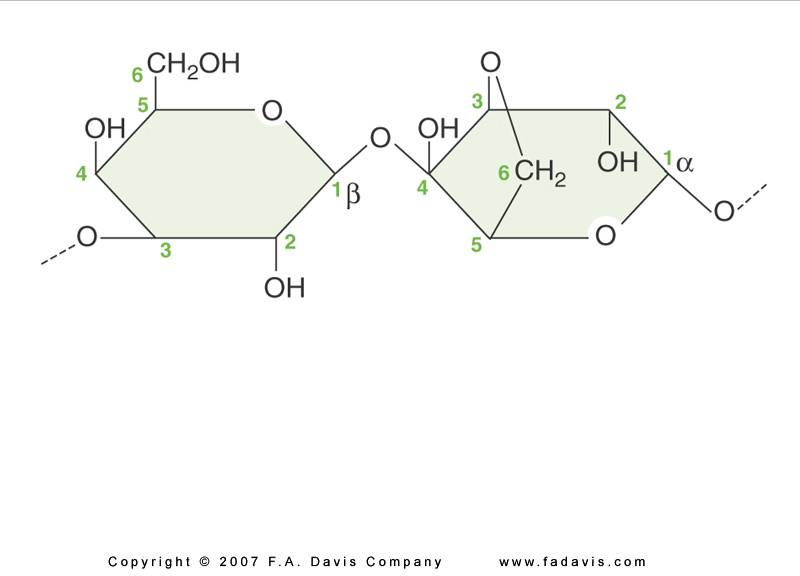 6 CH2OH
5 O
OH
4
1 β
O
3
2
OH
O
O
3 2
OH
OH
6 CH2
4
1 α
5 O
O
Copyright © 2007 F.A. Davis Company www.fadavis.com